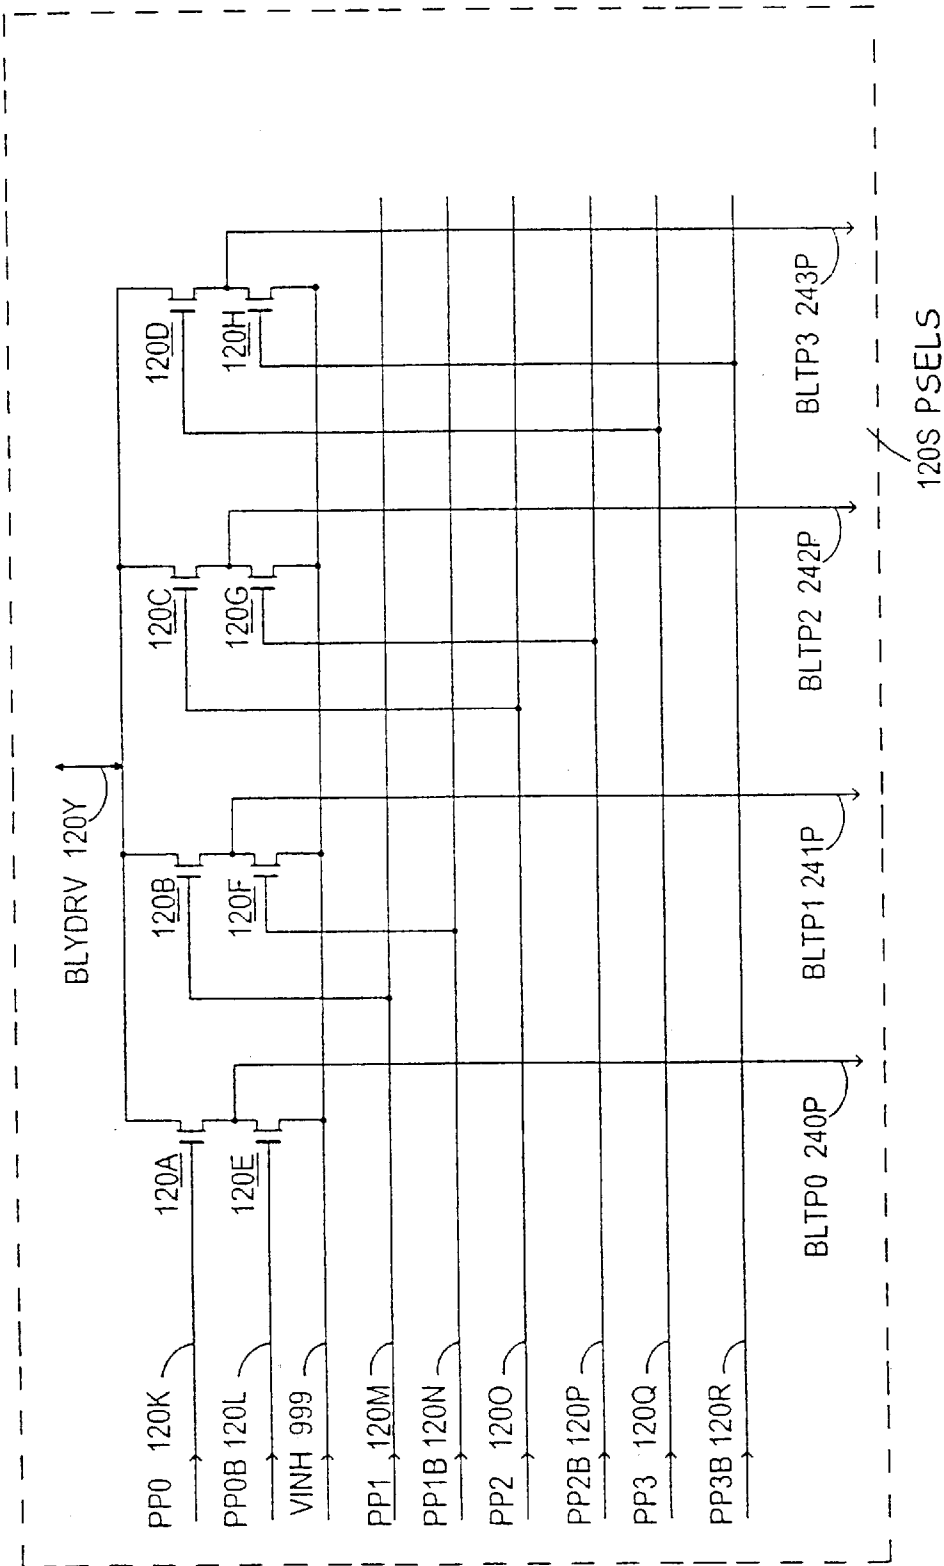 BLYDRV 120Y
120A
120B
120C
120D
120E
120F
120G
120H
PP0 120K
PP0B 120L
VINH 999
PP1 120M
PP1B 120N
PP2 120O
PP2B 120P
PP3 120Q
PP3B 120R
BLTP0 240P
BLTP1 241P
BLTP2 242P
BLTP3 243P
120S PSELS